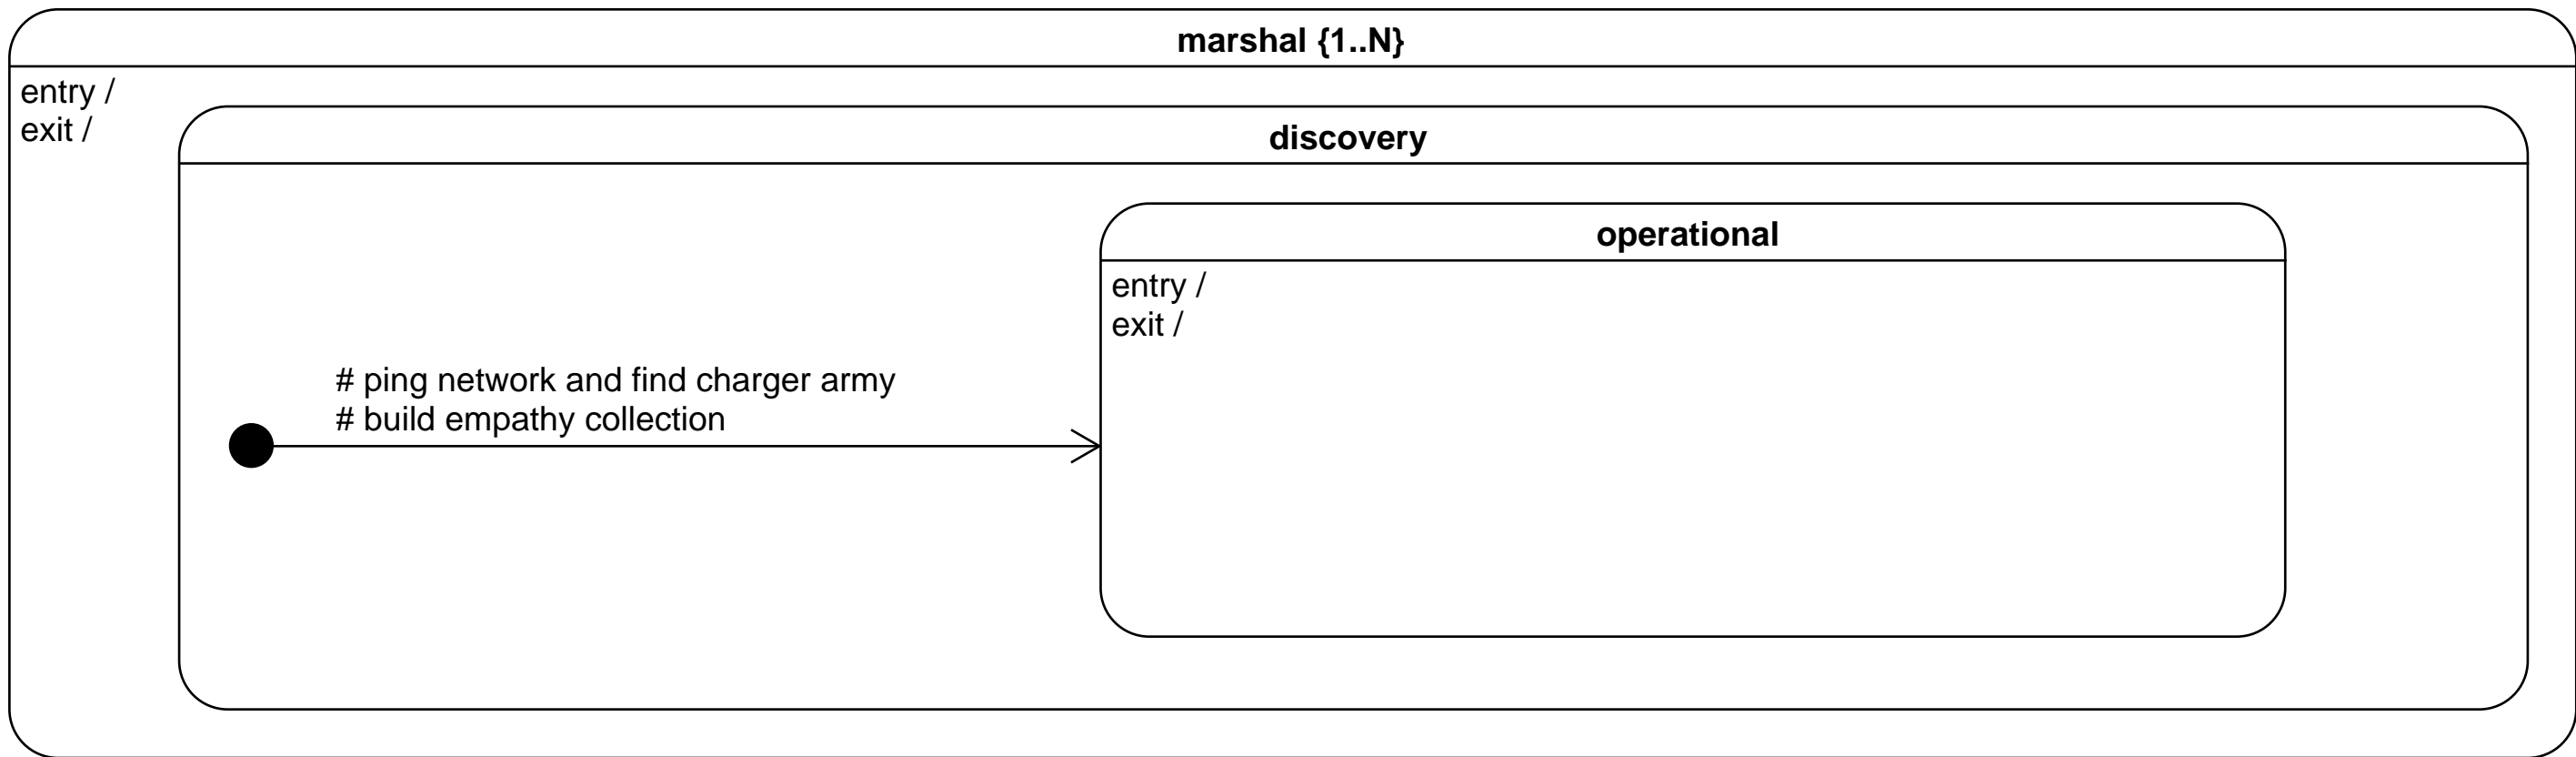 marshal {1..N}
entry /
exit /
discovery
operational
entry /
exit /
# ping network and find charger army
# build empathy collection